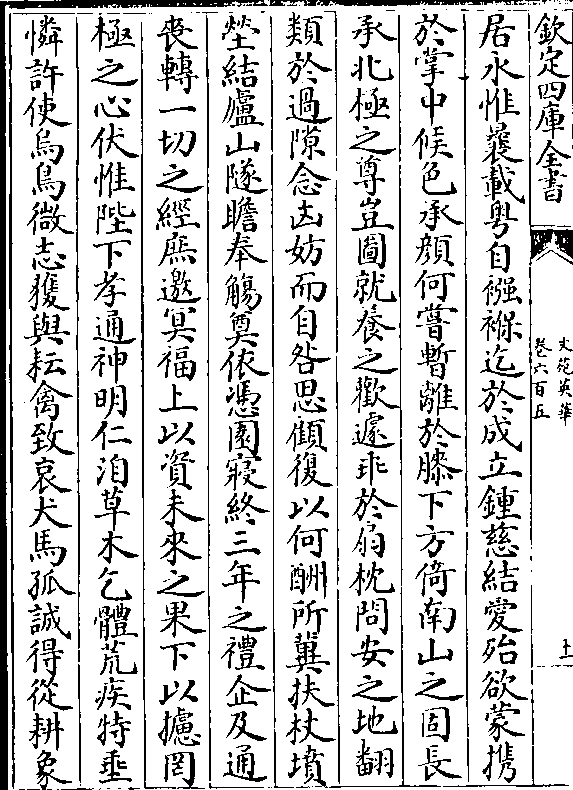 欽定四庫全書
文苑英華
卷六百五
十一
居永惟曩載粤自襁褓迄於成立鍾慈結愛殆欲蒙携
於掌中候色承顔何嘗暫離於膝下方倚南山之固長
承北極之尊豈圖就養之歡遽乖於扇枕問安之地翻
類於過隙念出妨而自咎思顧復以何酬所冀扶杖墳
塋結廬山隧瞻奉觴奠依憑園寢終三年之禮企及通
喪轉一切之經庶邀冥福上以資未來之果下以攄罔
極之心伏惟陛下孝通神明仁洎草木乞體荒疾特垂
憐許使烏鳥微志獲與耘禽致哀犬馬孤誠得從耕象